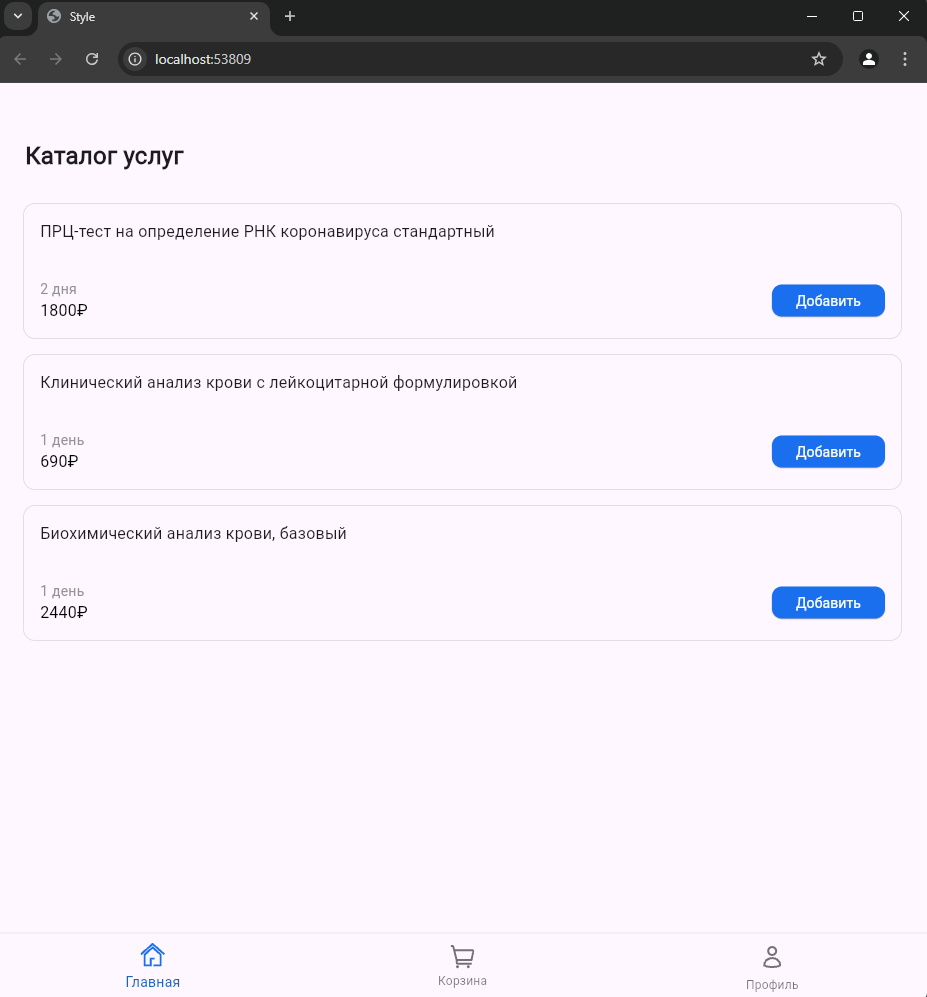 Style
localhost:53809
Каталог услуг
ПРЦ-тест на определение РНК коронавируса стандартный
2 дня
1800₽
Добавить
Клинический анализ крови с лейкоцитарной формулировкой
1 день
690₽
Добавить
Биохимический анализ крови, базовый
1 день
2440₽
Добавить
Главная
Корзина
Профиль